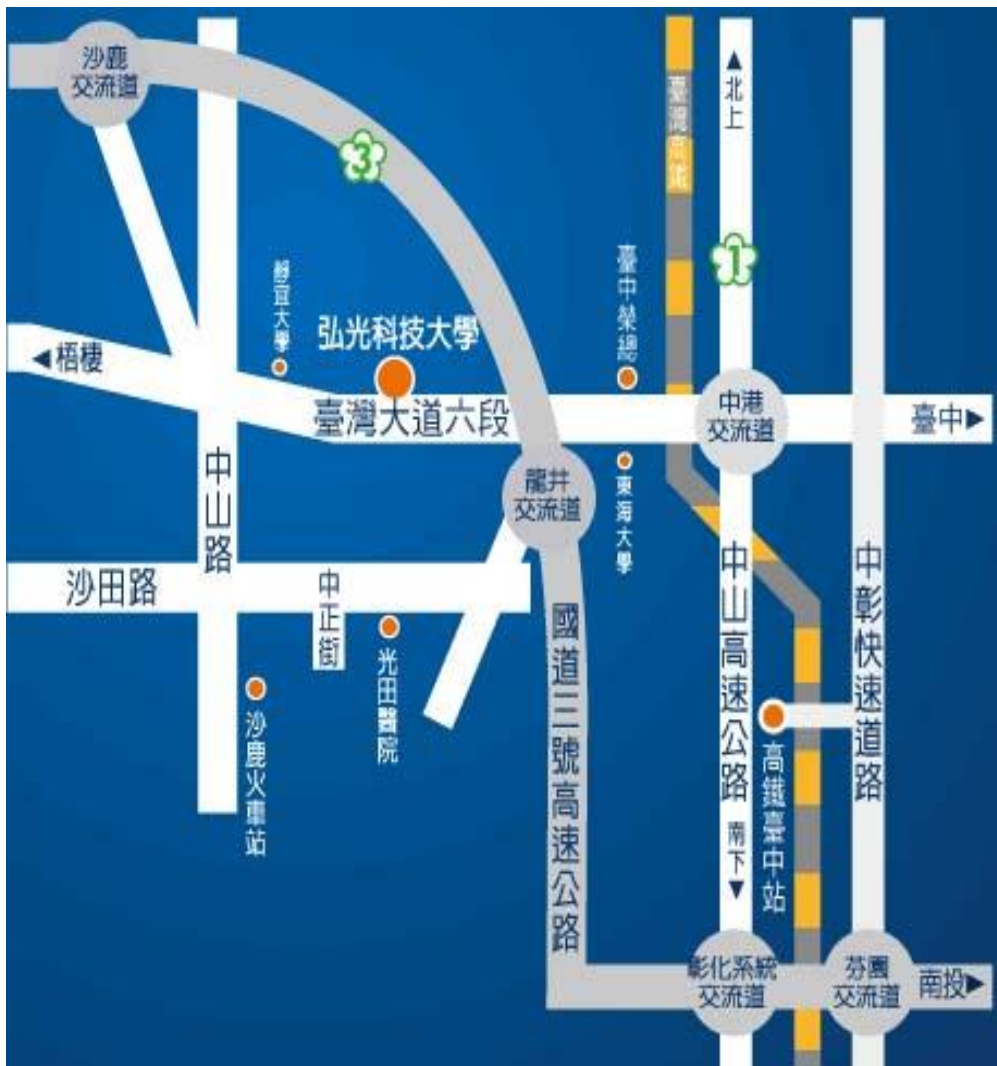 沙鹿
交流道
▲北上
臺灣高鐵
3
1
靜宜大學
弘光科技大學
臺中榮總
◀梧棲
臺灣大道六段
中港
交流道
臺中▶
中山路
龍井
交流道
東海大學
沙田路
中正街
光田醫院
沙鹿火車站
國道三號高速公路
中山高速公路
南下▼
中彰快速道路
高鐵臺中站
彰化系統
交流道
芬園
交流道
南投▶